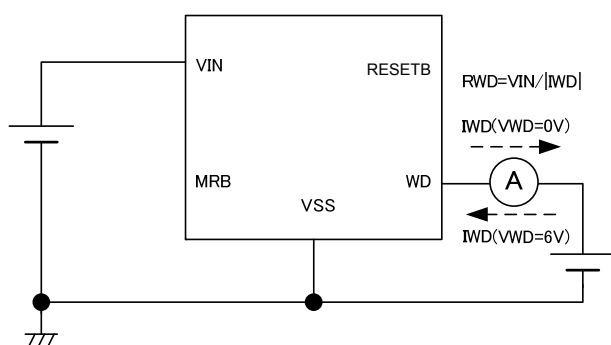 VIN
RESETB
RWD=VIN/|IWD|
IWD(VWD=0V)
MRB
WD
A
VSS
IWD(VWD=6V)